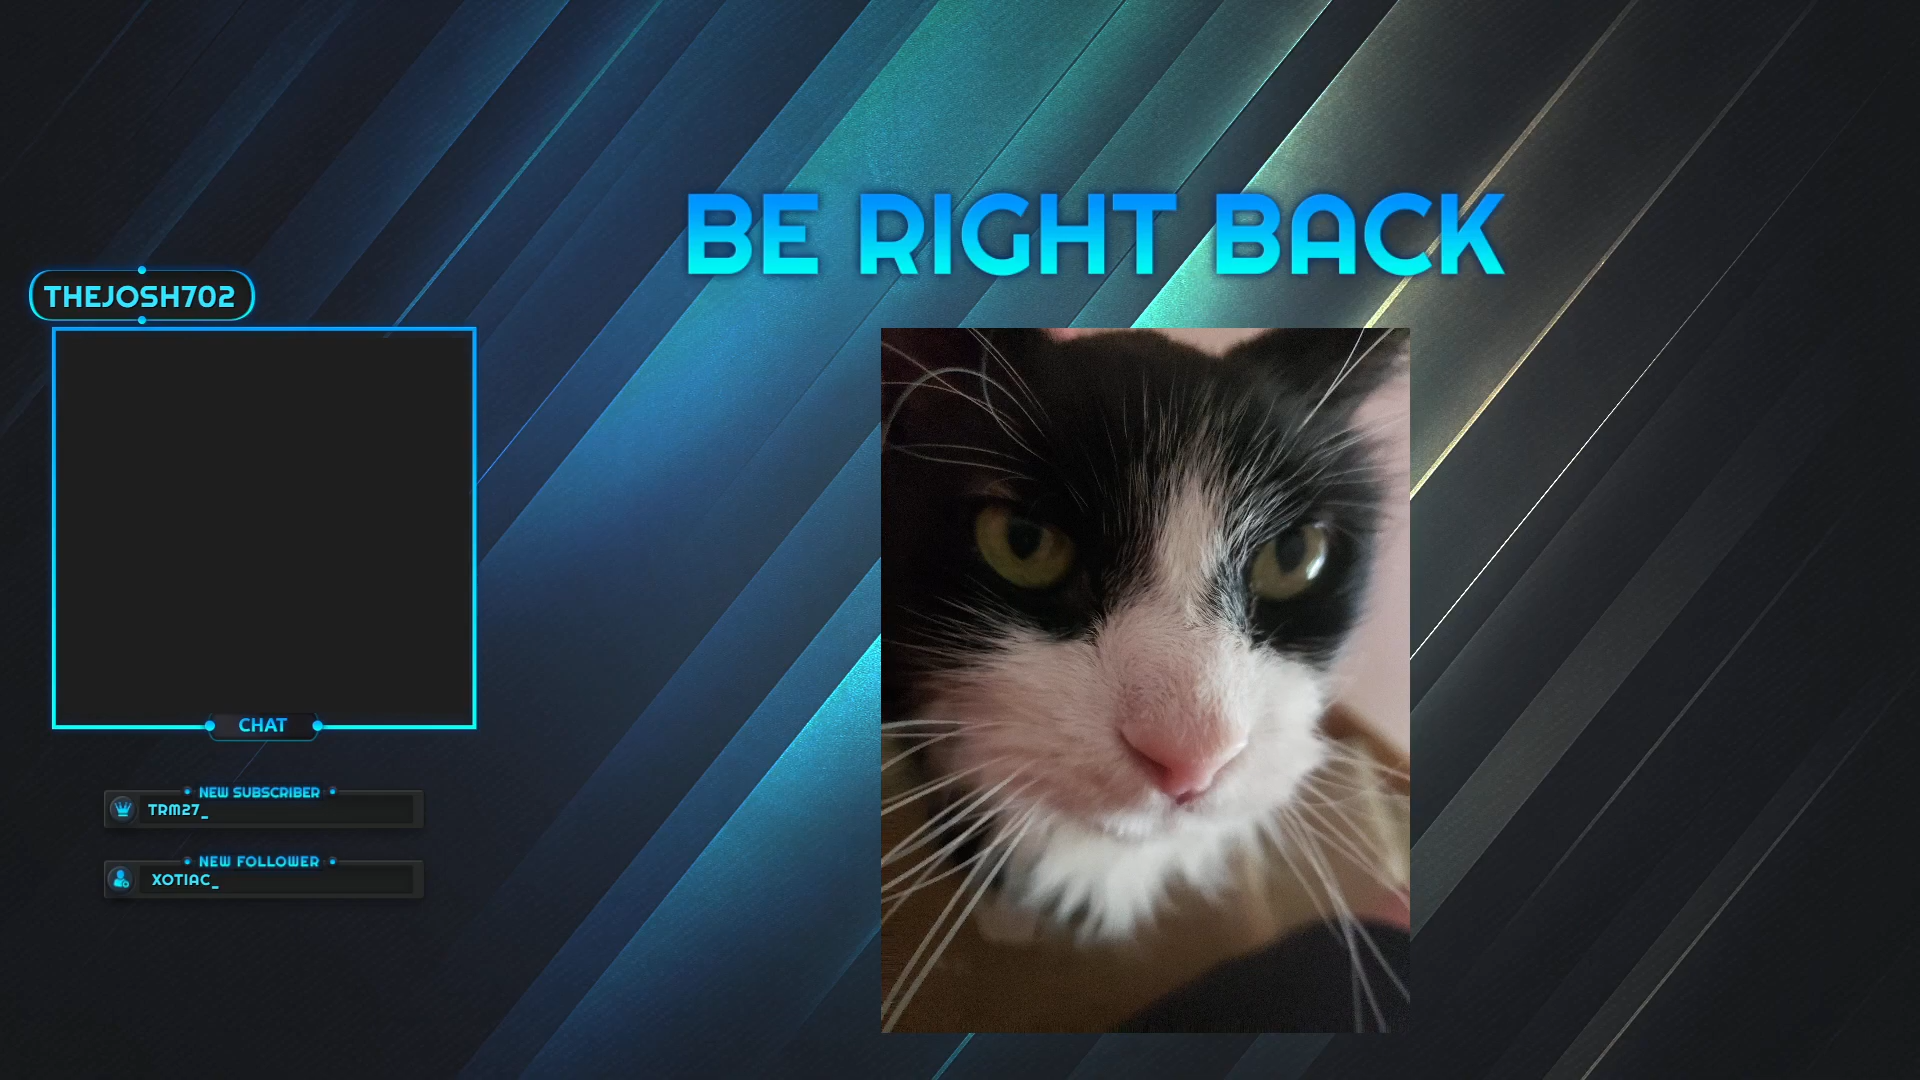 BE RIGHT BACK
THEJOSH702
CHAT
NEW SUBSCRIBER
TRM27_
NEW FOLLOWER
XOTIAC_